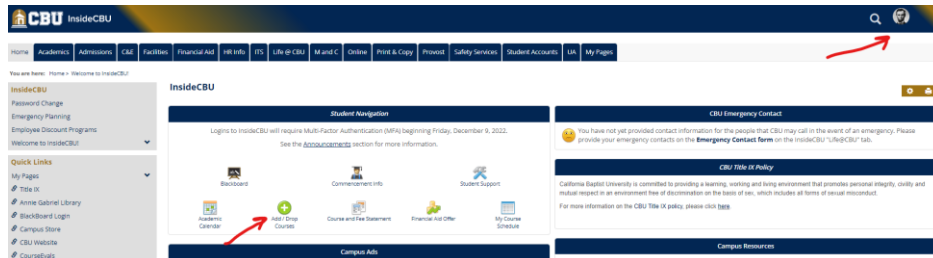 CBU InsideCBU
Home Academics Admissions C&E Facilities Financial Aid HR Info ITS Life @ CBU M and C Online Print & Copy Provost Safety Services Student Accounts UA My Pages
You are here: Home > Welcome to InsideCBU!
InsideCBU
Password Change
Emergency Planning
Employee Discount Programs
Welcome to InsideCBU!
Quick Links
My Pages
Title IX
Annie Gabriel Library
BlackBoard Login
Campus Store
CBU Website
CourseEvals
InsideCBU
Student Navigation
Logins to InsideCBU will require Multi-Factor Authentication (MFA) beginning Friday, December 9, 2022.
See the Announcements section for more information.
Blackboard
Commencement Info
Student Support
Academic
Calendar
Add / Drop
Courses
Course and Fee Statement
Financial Aid Offer
My Course
Schedule
Campus Ads
CBU Emergency Contact
You have not yet provided contact information for the people that CBU may call in the event of an emergency. Please
provide your emergency contacts on the Emergency Contact form on the InsideCBU "Life@CBU" tab.
CBU Title IX Policy
California Baptist University is committed to providing a learning, working and living environment that promotes personal integrity, civility and
mutual respect in an environment free of discrimination on the basis of sex, which includes all forms of sexual misconduct.
For more information on the CBU Title IX policy, please click here.
Campus Resources